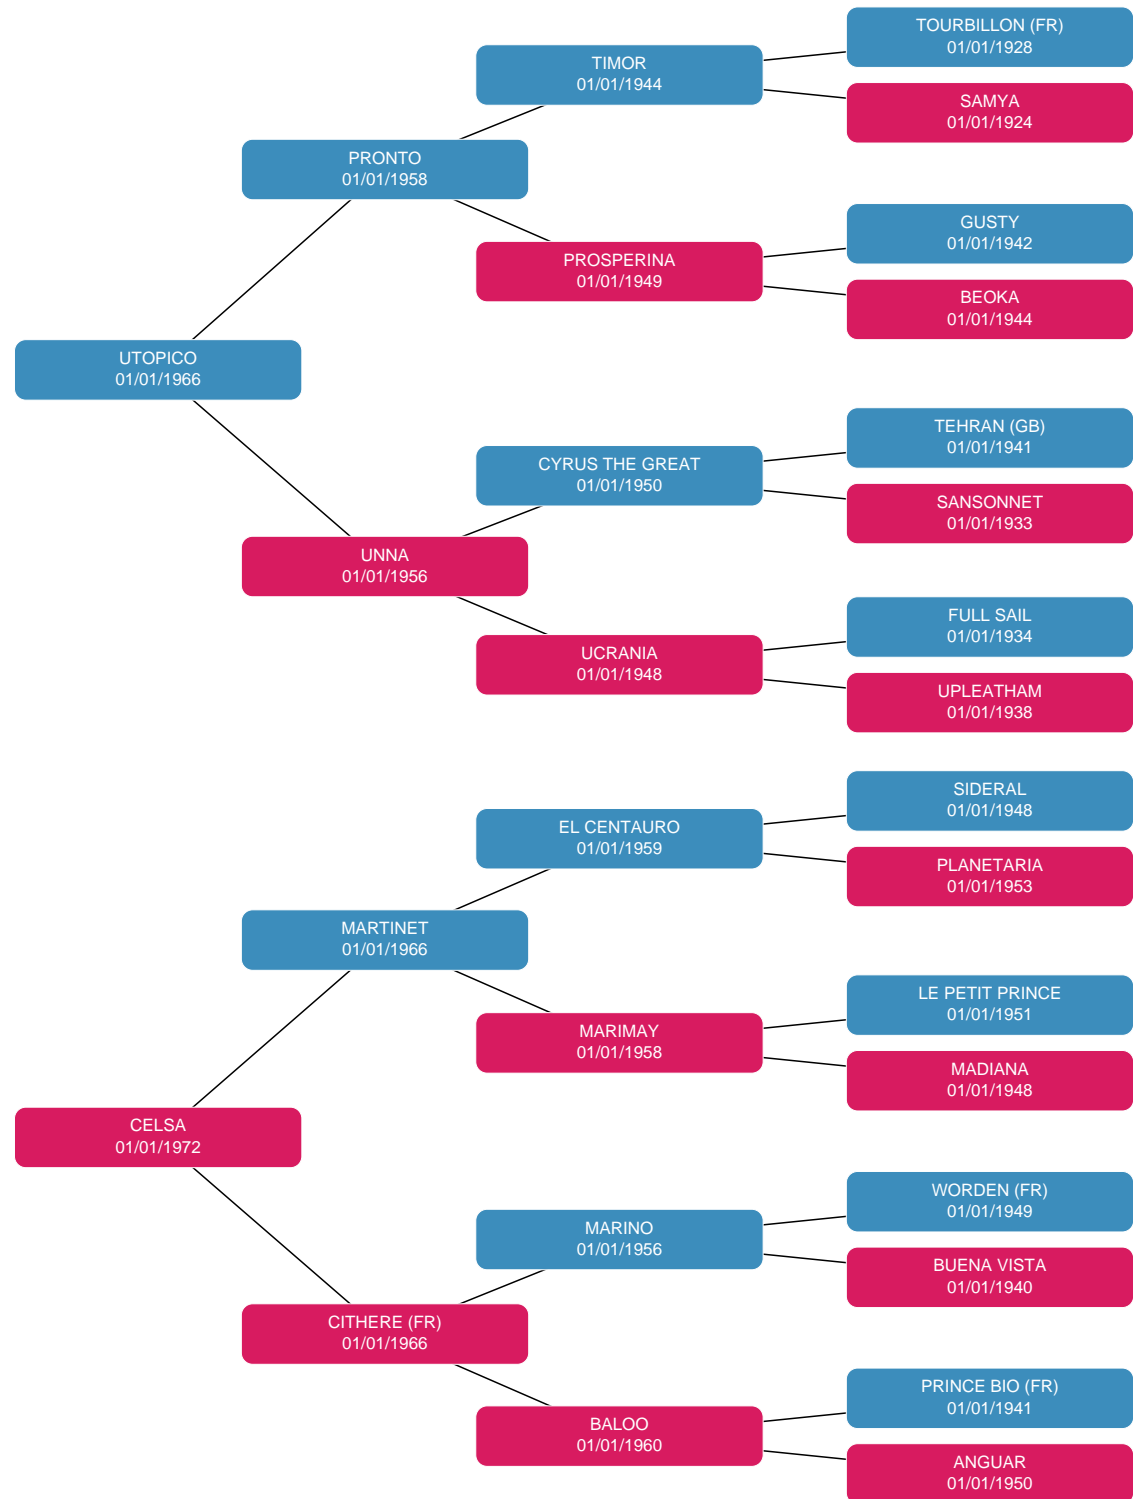 TOURBILLON (FR)
01/01/1928
TIMOR
01/01/1944
SAMYA
01/01/1924
PRONTO
01/01/1958
GUSTY
01/01/1942
PROSPERINA
01/01/1949
BEOKA
01/01/1944
UTOPICO
01/01/1966
TEHRAN (GB)
01/01/1941
CYRUS THE GREAT
01/01/1950
SANSONNET
01/01/1933
UNNA
01/01/1956
FULL SAIL
01/01/1934
UCRANIA
01/01/1948
UPLEATHAM
01/01/1938
SIDERAL
01/01/1948
EL CENTAURO
01/01/1959
PLANETARIA
01/01/1953
MARTINET
01/01/1966
LE PETIT PRINCE
01/01/1951
MARIMAY
01/01/1958
MADIANA
01/01/1948
CELSA
01/01/1972
WORDEN (FR)
01/01/1949
MARINO
01/01/1956
BUENA VISTA
01/01/1940
CITHERE (FR)
01/01/1966
PRINCE BIO (FR)
01/01/1941
BALOO
01/01/1960
ANGUAR
01/01/1950